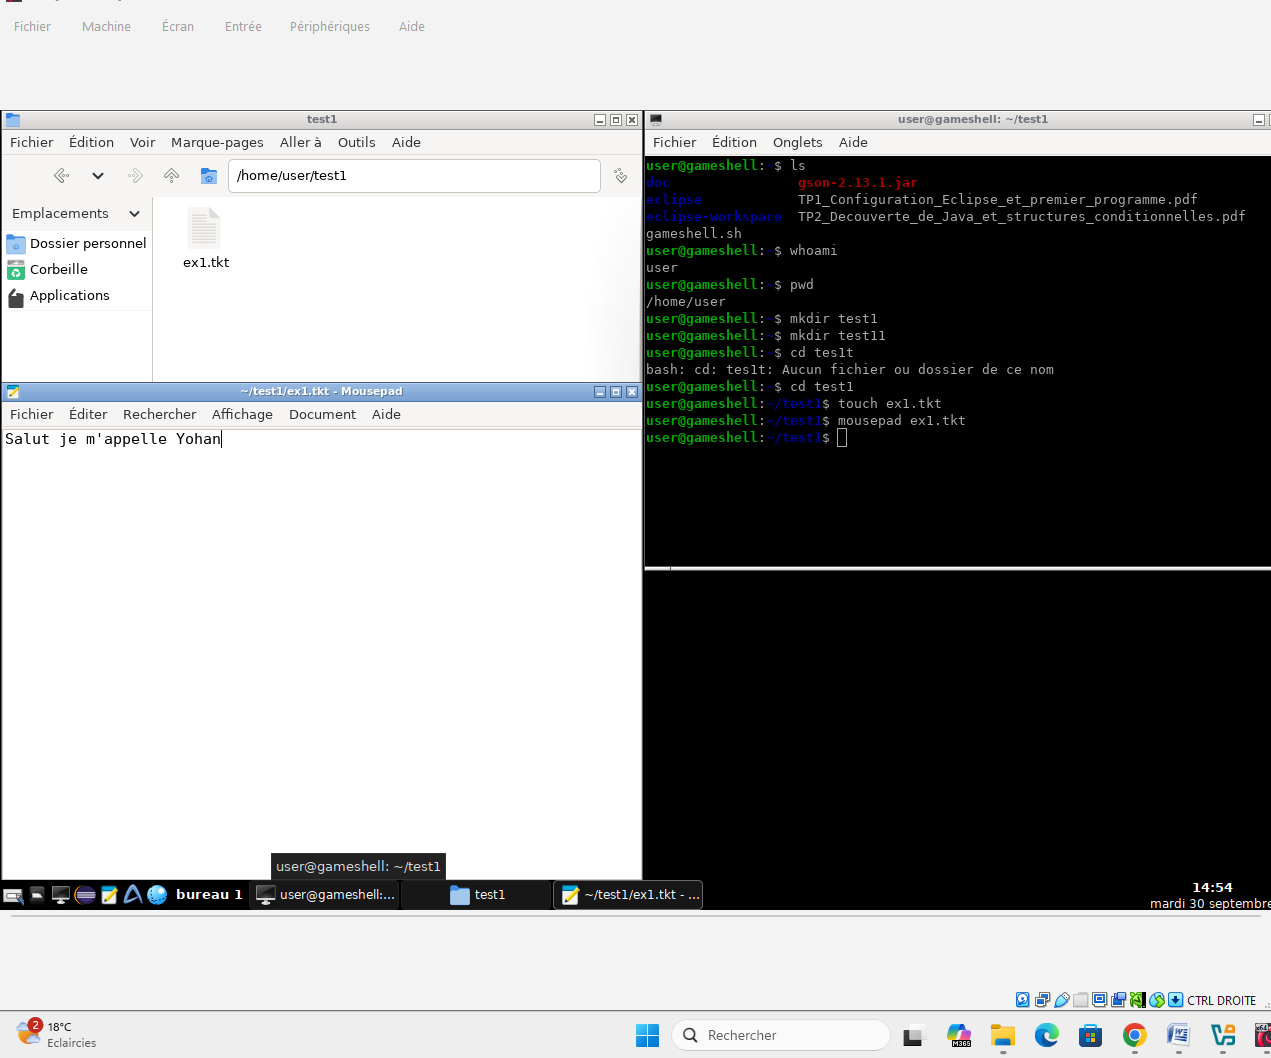 Fichier Machine Écran Entrée Périphériques Aide
test1
Fichier Édition Voir Marque-pages Aller à Outils Aide
/home/user/test1
Emplacements
Dossier personnel
Corbeille
Applications
ex1.tkt
~/test1/ex1.tkt - Mousepad
Fichier Éditer Rechercher Affichage Document Aide
Salut je m'appelle Yohan
user@gameshell: ~/test1
Fichier Édition Onglets Aide
user@gameshell:~$ ls
doc gson-2.13.1.jar
eclipse TP1_Configuration_Eclipse_et_premier_programme.pdf
eclipse-workspace TP2_Decouverte_de_Java_et_structures_conditionnelles.pdf
gameshell.sh
user@gameshell:~$ whoami
user
user@gameshell:~$ pwd
/home/user
user@gameshell:~$ mkdir test1
user@gameshell:~$ mkdir test11
user@gameshell:~$ cd tes1t
bash: cd: tes1t: Aucun fichier ou dossier de ce nom
user@gameshell:~$ cd test1
user@gameshell:~/test1$ touch ex1.tkt
user@gameshell:~/test1$ mousepad ex1.tkt
user@gameshell:~/test1$
user@gameshell: ~/test1
bureau 1 user@gameshell:... test1 ~/test1/ex1.tkt - ...
14:54
mardi 30 septembre
CTRL DROITE
2
18°C
Eclaircies
Rechercher
M365